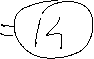 = 14